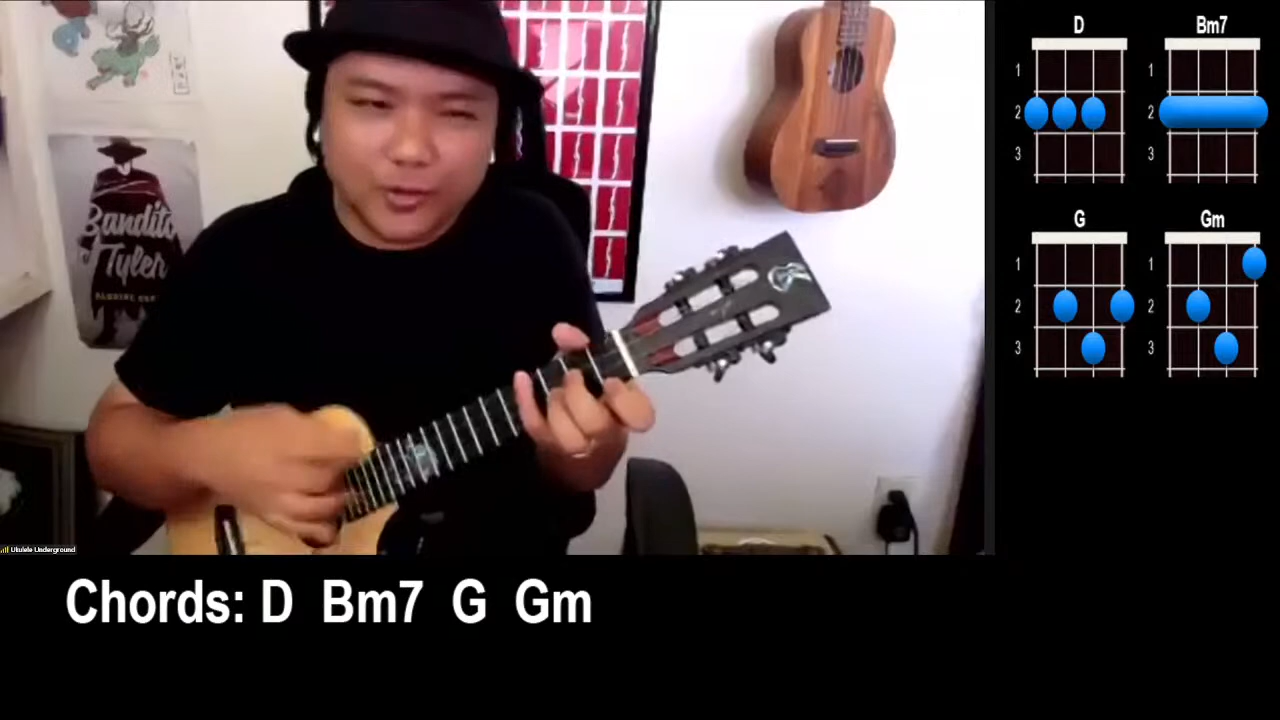 D Bm7
1 1
2 2
3 3
G Gm
1 1
2 2
3 3
Bandito
Tyler
Ukulele Underground
Chords: D Bm7 G Gm